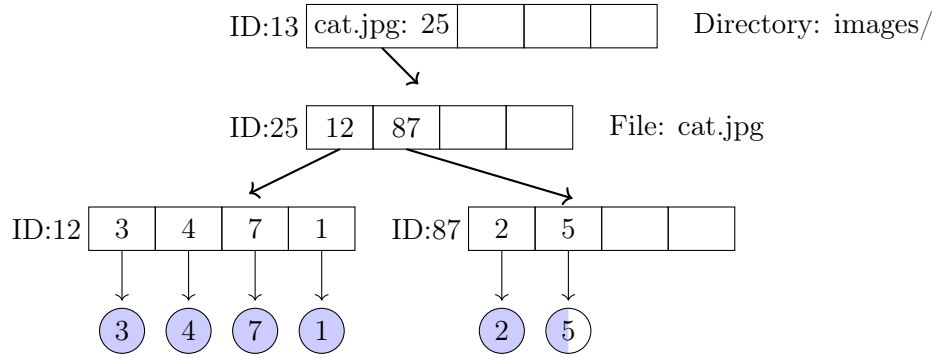 ID:13 cat.jpg: 25 Directory: images/
ID:25 12 87 File: cat.jpg
ID:12 3 4 7 1 ID:87 2 5
3 4 7 1 2 5